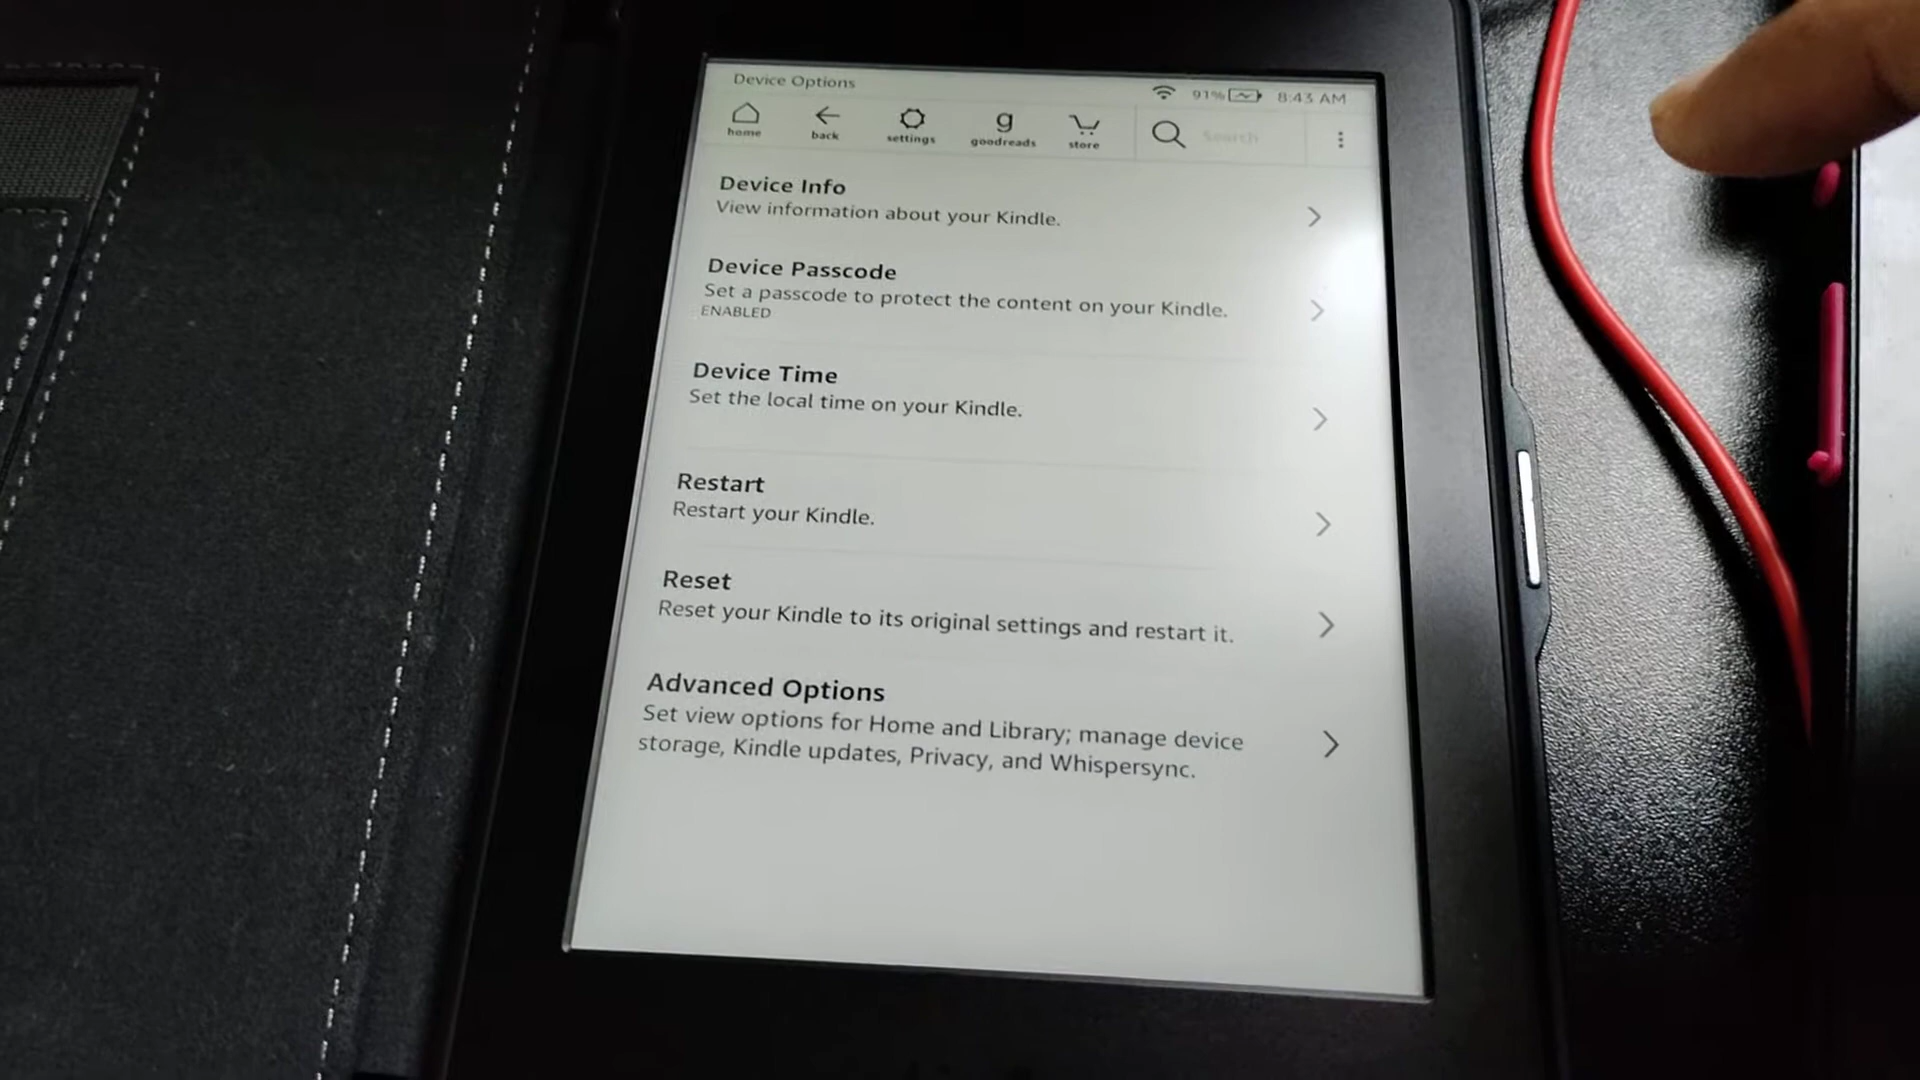 Device Options
91% 8:43 AM
home back settings goodreads store Search
Device Info
View information about your Kindle.
Device Passcode
Set a passcode to protect the content on your Kindle.
ENABLED
Device Time
Set the local time on your Kindle.
Restart
Restart your Kindle.
Reset
Reset your Kindle to its original settings and restart it.
Advanced Options
Set view options for Home and Library; manage device
storage, Kindle updates, Privacy, and Whispersync.